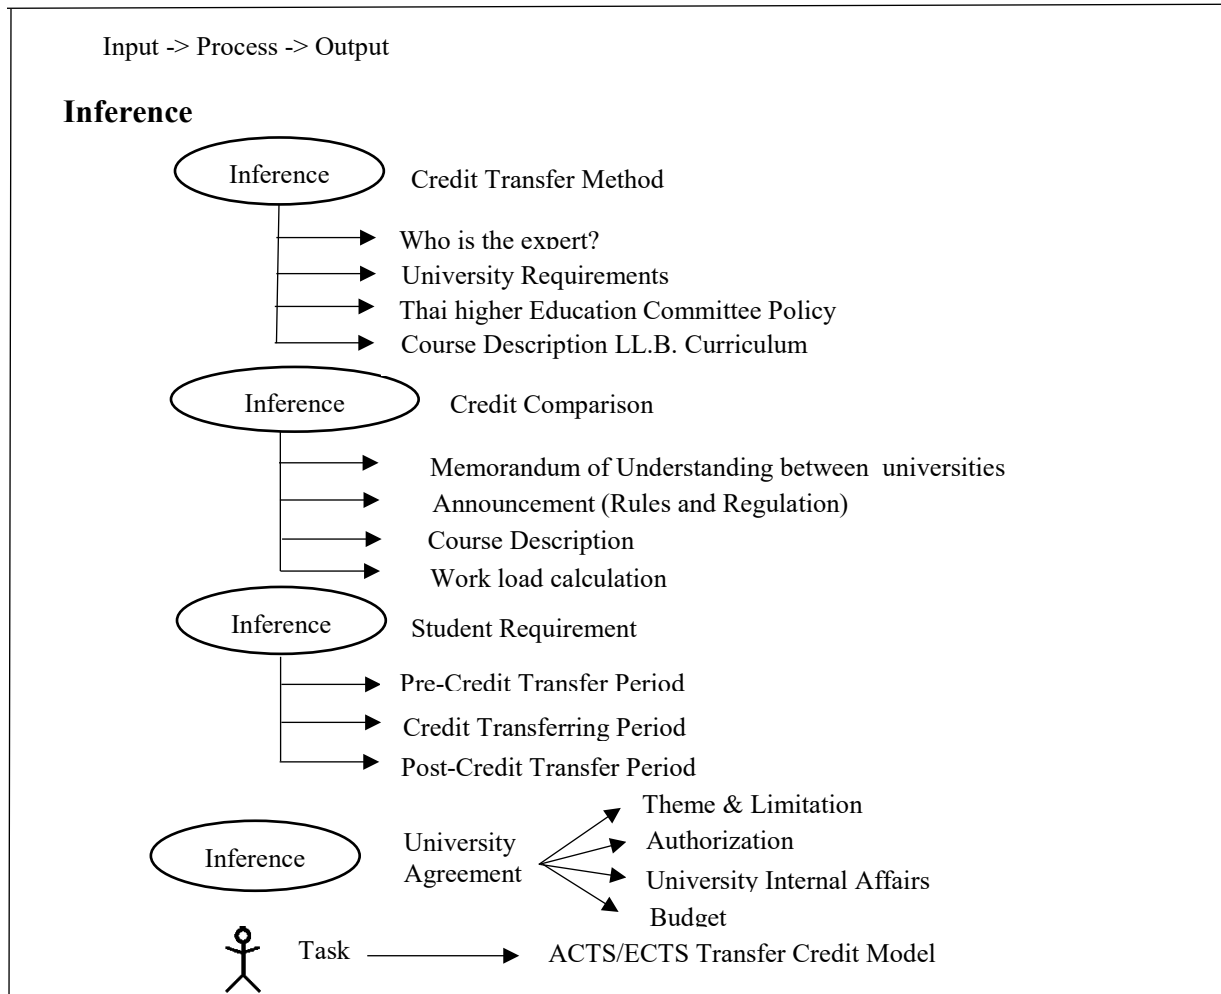 Input -> Process -> Output
Inference
Inference Credit Transfer Method
Who is the expert?
University Requirements
Thai higher Education Committee Policy
Course Description LL.B. Curriculum
Inference Credit Comparison
Memorandum of Understanding between universities
Announcement (Rules and Regulation)
Course Description
Work load calculation
Inference Student Requirement
Pre-Credit Transfer Period
Credit Transferring Period
Post-Credit Transfer Period
Theme & Limitation
University
Authorization
Inference
Agreement
University Internal Affairs
Budget
Task ACTS/ECTS Transfer Credit Model